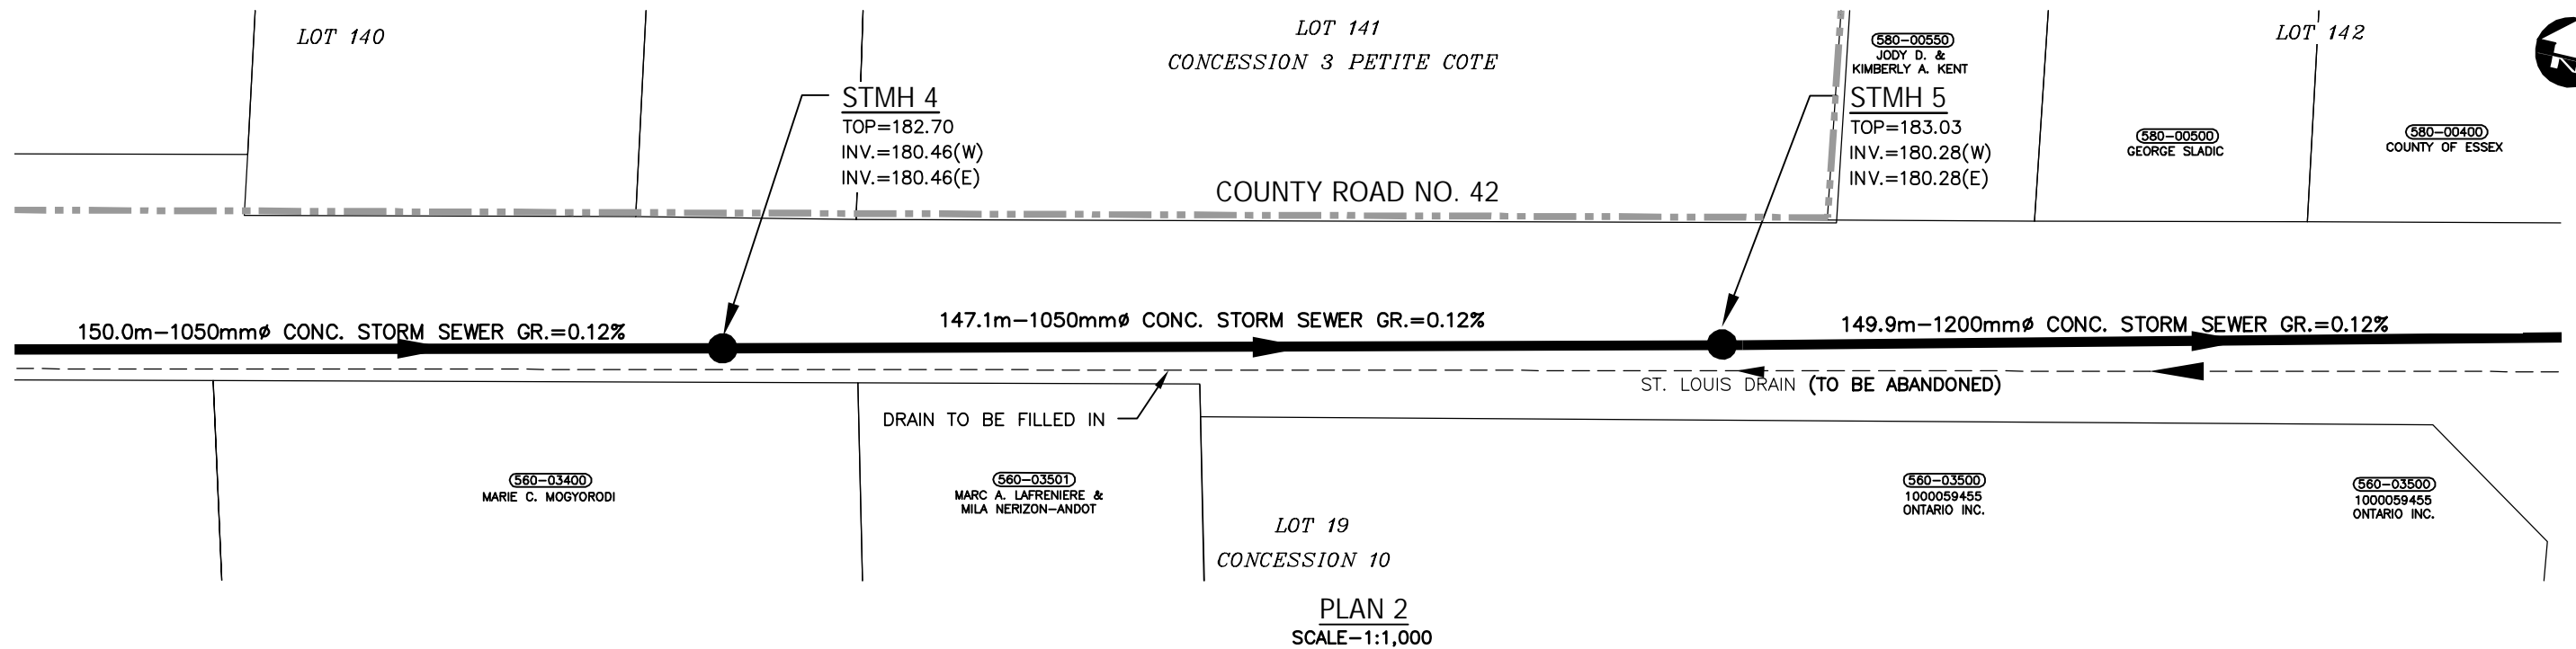 LOT 140
LOT 141
CONCESSION 3 PETITE COTE
580-00550
JODY D. &
KIMBERLY A. KENT
LOT 142
STMH 4
TOP=182.70
INV.=180.46(W)
INV.=180.46(E)
STMH 5
TOP=183.03
INV.=180.28(W)
INV.=180.28(E)
580-00500
GEORGE SLADIC
580-00400
COUNTY OF ESSEX
COUNTY ROAD NO. 42
150.0m-1050mmø CONC. STORM SEWER GR.=0.12%
147.1m-1050mmø CONC. STORM SEWER GR.=0.12%
149.9m-1200mmø CONC. STORM SEWER GR.=0.12%
ST. LOUIS DRAIN (TO BE ABANDONED)
DRAIN TO BE FILLED IN
560-03400
MARIE C. MOGYORODI
560-03501
MARC A. LAFRENIERE &
MILA NERIZON-ANDOT
560-03500
1000059455
ONTARIO INC.
560-03500
1000059455
ONTARIO INC.
LOT 19
CONCESSION 10
PLAN 2
SCALE-1:1,000